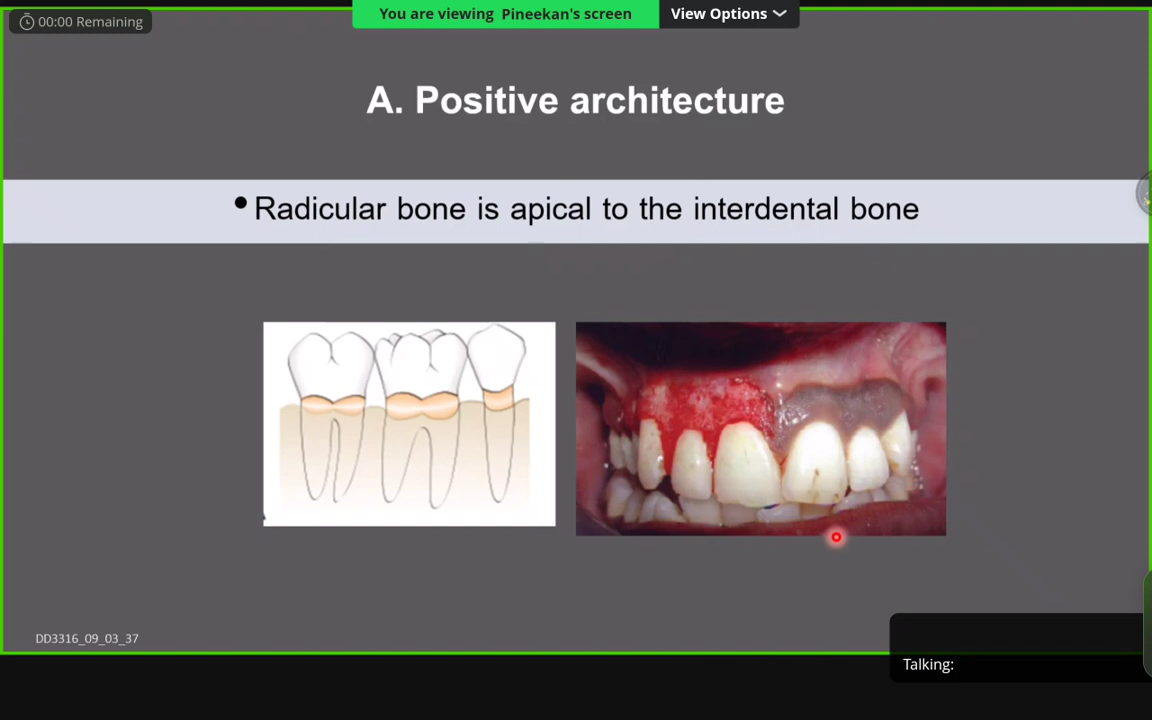 00:00 Remaining
You are viewing Pineekan's screen
View Options
A. Positive architecture
• Radicular bone is apical to the interdental bone
DD3316_09_03_37
Talking: